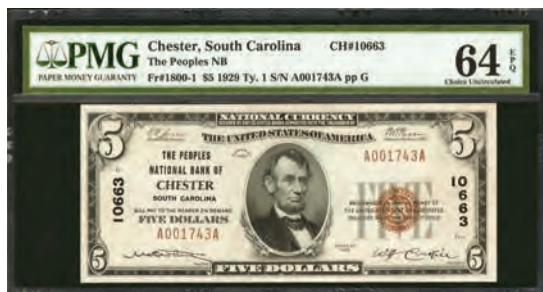 PMG
PAPER MONEY GUARANTY
Chester, South Carolina CH#10663
The Peoples NB
Fr#1800-1 $5 1929 Ty. 1 S/N A001743A pp G
64 EPQ
Choice Uncirculated
NATIONAL CURRENCY
THE UNITED STATES OF AMERICA
5
5
THE PEOPLES
NATIONAL BANK OF
CHESTER
SOUTH CAROLINA
WILL PAY TO THE BEARER ON DEMAND
FIVE DOLLARS
A001743A
A001743A
10663
10663
5
5
FIVE DOLLARS